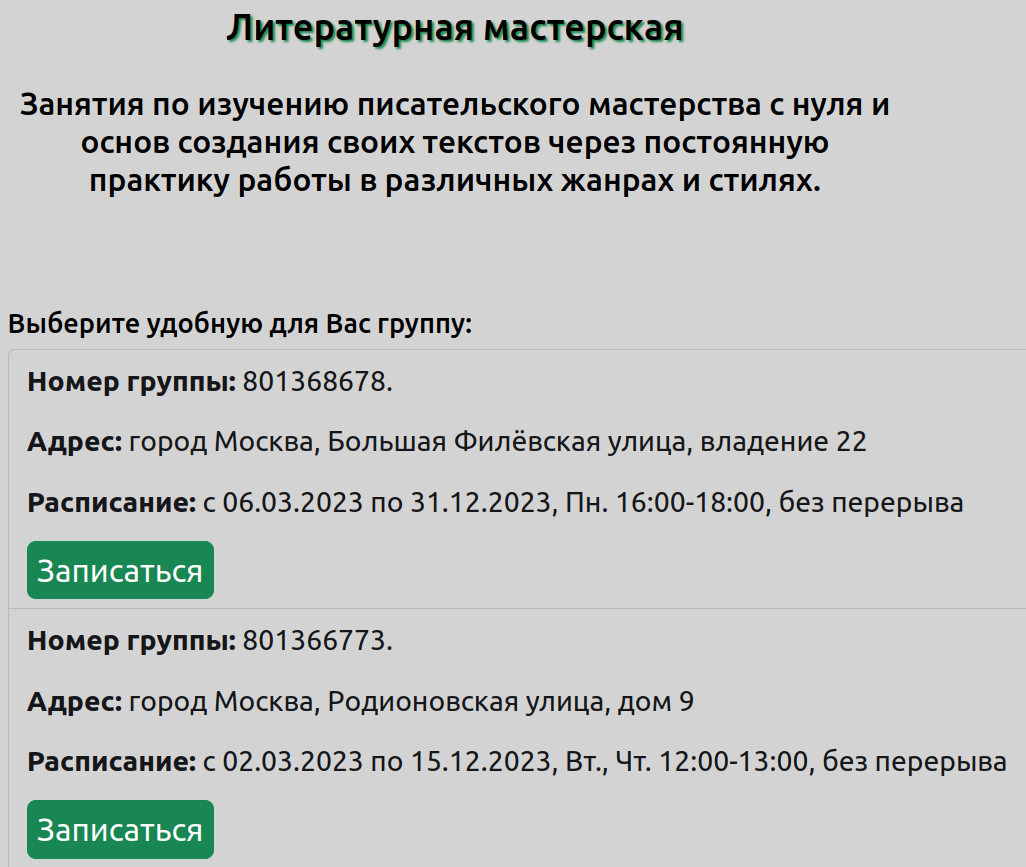 Литературная мастерская
Занятия по изучению писательского мастерства с нуля и
основ создания своих текстов через постоянную
практику работы в различных жанрах и стилях.
Выберите удобную для Вас группу:
Номер группы: 801368678.
Адрес: город Москва, Большая Филёвская улица, владение 22
Расписание: с 06.03.2023 по 31.12.2023, Пн. 16:00-18:00, без перерыва
Записаться
Номер группы: 801366773.
Адрес: город Москва, Родионовская улица, дом 9
Расписание: с 02.03.2023 по 15.12.2023, Вт., Чт. 12:00-13:00, без перерыва
Записаться